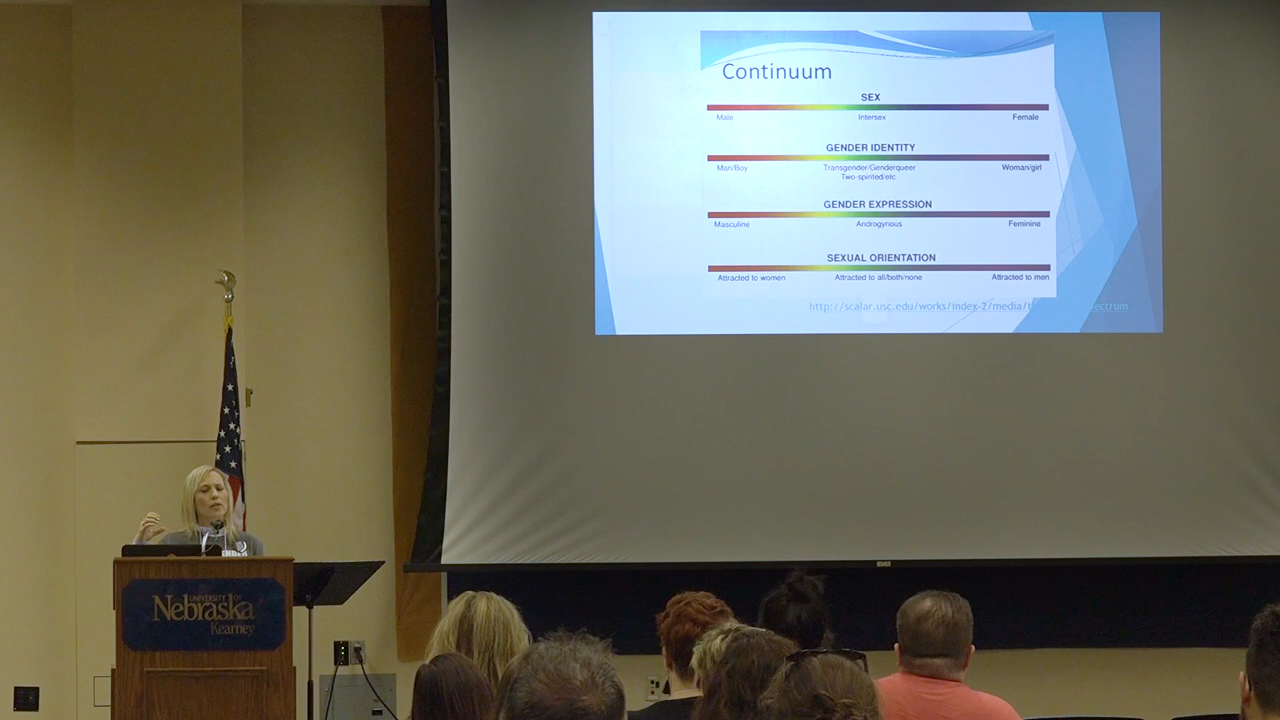 Continuum
SEX
Male Intersex Female
GENDER IDENTITY
Man/Boy Transgender/Genderqueer Woman/girl
Two-spirited/etc.
GENDER EXPRESSION
Masculine Androgynous Feminine
SEXUAL ORIENTATION
Attracted to women Attracted to all/both/none Attracted to men
http://scalar.usc.edu/works/index-2/media/t ectrum
UNIVERSITY OF
Nebraska
Kearney